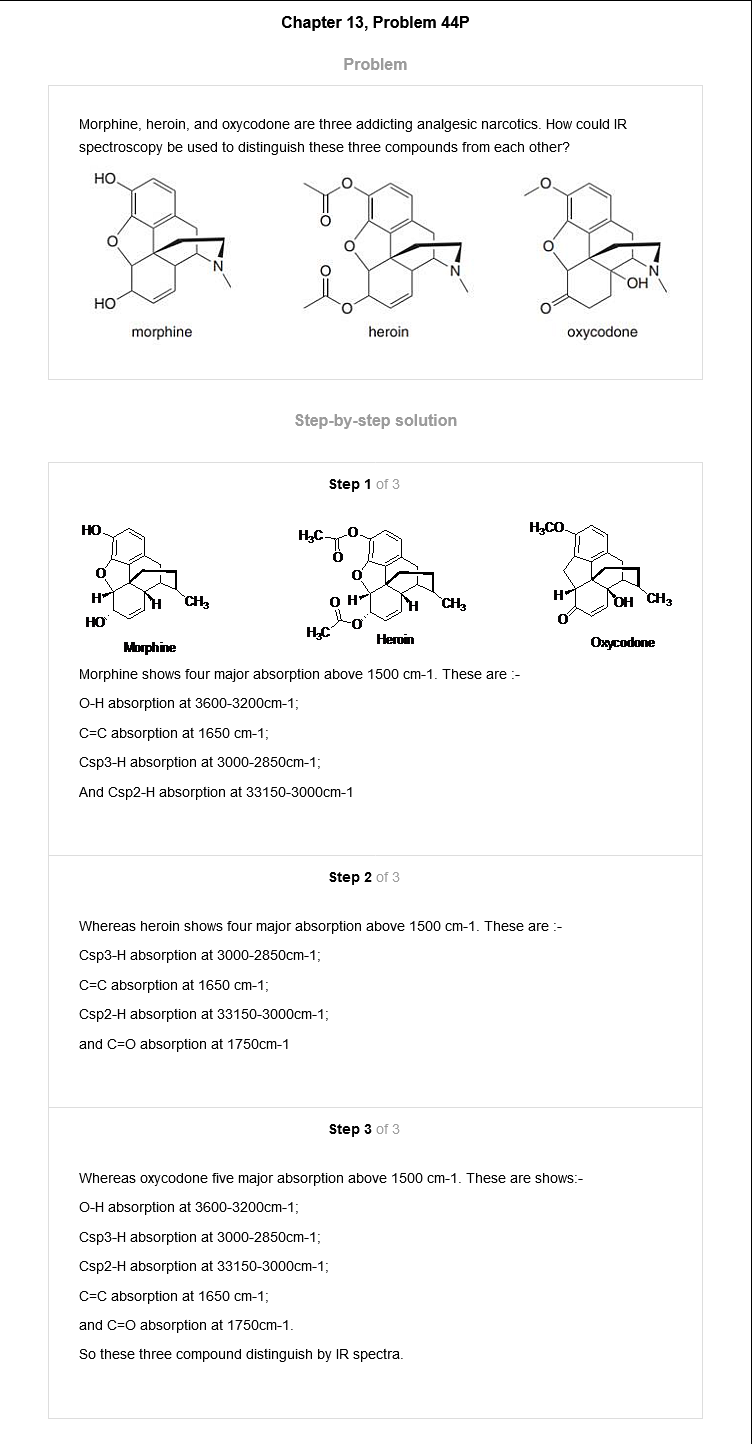 Chapter 13, Problem 44P
Problem
Morphine, heroin, and oxycodone are three addicting analgesic narcotics. How could IR
spectroscopy be used to distinguish these three compounds from each other?
HO
O
HO
N
morphine
O
O
O
O
O
N
heroin
O
O
O
OH
N
oxycodone
Step-by-step solution
Step 1 of 3
HO
O
H
H
HO
CH3
Morphine
H3C
O
O
O
H
H
O
O
H3C
CH3
Heroin
H3CO
H
O
OH
CH3
Oxycodone
Morphine shows four major absorption above 1500 cm-1. These are :-
O-H absorption at 3600-3200cm-1;
C=C absorption at 1650 cm-1;
Csp3-H absorption at 3000-2850cm-1;
And Csp2-H absorption at 33150-3000cm-1
Step 2 of 3
Whereas heroin shows four major absorption above 1500 cm-1. These are :-
Csp3-H absorption at 3000-2850cm-1;
C=C absorption at 1650 cm-1;
Csp2-H absorption at 33150-3000cm-1;
and C=O absorption at 1750cm-1
Step 3 of 3
Whereas oxycodone five major absorption above 1500 cm-1. These are shows:-
O-H absorption at 3600-3200cm-1;
Csp3-H absorption at 3000-2850cm-1;
Csp2-H absorption at 33150-3000cm-1;
C=C absorption at 1650 cm-1;
and C=O absorption at 1750cm-1.
So these three compound distinguish by IR spectra.